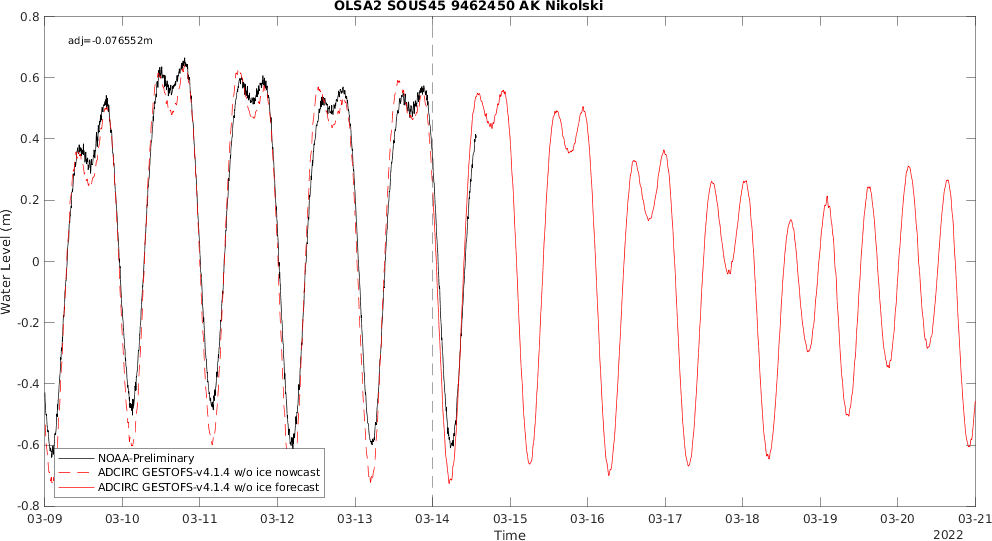 OLSA2 SOUS45 9462450 AK Nikolski
adj=-0.076552m
0.8
0.6
0.4
0.2
0
-0.2
-0.4
-0.6
-0.8
Water Level (m)
NOAA-Preliminary
ADCIRC GESTOFS-v4.1.4 w/o ice nowcast
ADCIRC GESTOFS-v4.1.4 w/o ice forecast
03-09 03-10 03-11 03-12 03-13 03-14 03-15 03-16 03-17 03-18 03-19 03-20 03-21
Time
2022